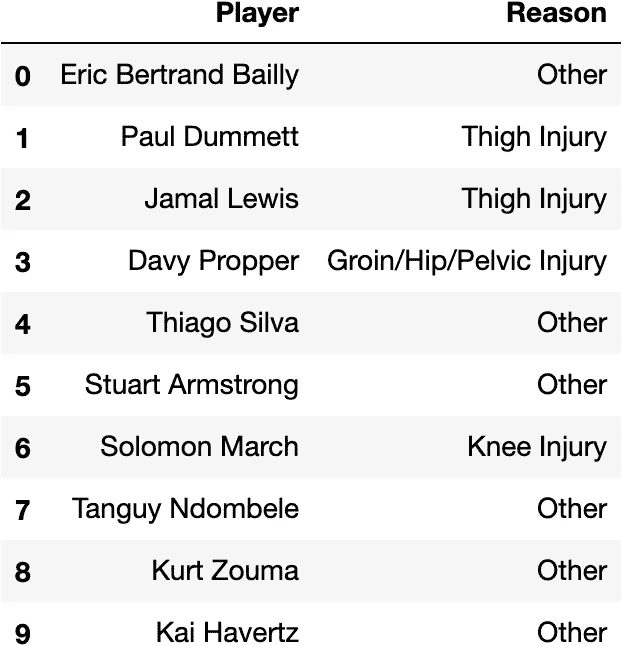 Player Reason
0 Eric Bertrand Bailly Other
1 Paul Dummett Thigh Injury
2 Jamal Lewis Thigh Injury
3 Davy Propper Groin/Hip/Pelvic Injury
4 Thiago Silva Other
5 Stuart Armstrong Other
6 Solomon March Knee Injury
7 Tanguy Ndombele Other
8 Kurt Zouma Other
9 Kai Havertz Other